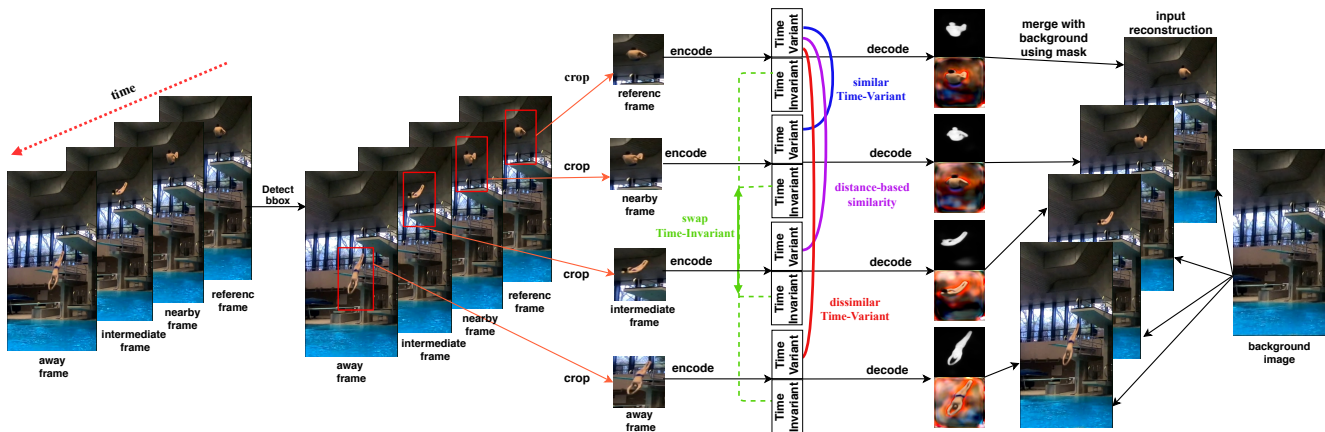 time
away
frame
intermediate
frame
nearby
frame
referenc
frame
Detect
bbox
away
frame
intermediate
frame
nearby
frame
referenc
frame
crop
crop
crop
crop
referenc
frame
nearby
frame
intermediate
frame
away
frame
encode
encode
encode
encode
Time
Variant
Time
Invariant
Time
Variant
Time
Invariant
Time
Variant
Time
Invariant
Time
Variant
Time
Invariant
swap
Time-Invariant
similar
Time-Variant
distance-based
similarity
dissimilar
Time-Variant
decode
decode
decode
decode
merge with
background
using mask
input
reconstruction
background
image